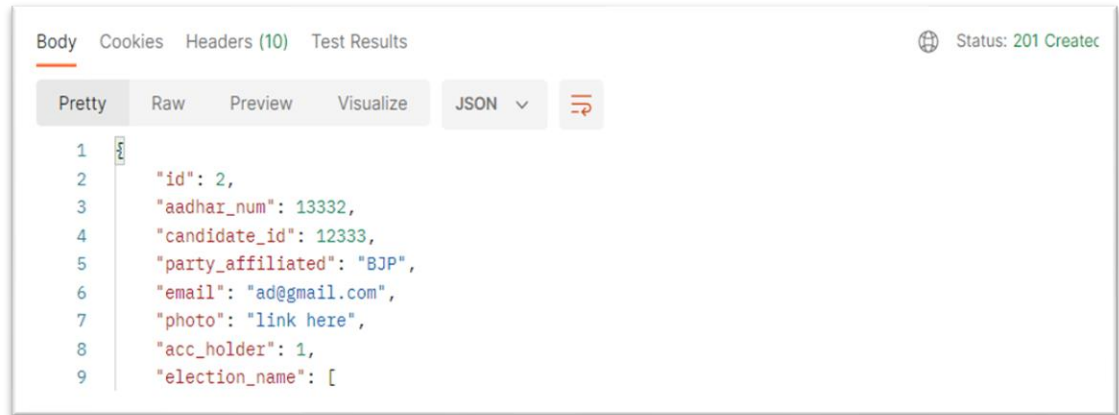 Body Cookies Headers (10) Test Results Status: 201 Created
Pretty Raw Preview Visualize JSON
1 {
2 "id": 2,
3 "aadhar_num": 13332,
4 "candidate_id": 12333,
5 "party_affiliated": "BJP",
6 "email": "ad@gmail.com",
7 "photo": "link here",
8 "acc_holder": 1,
9 "election_name": [